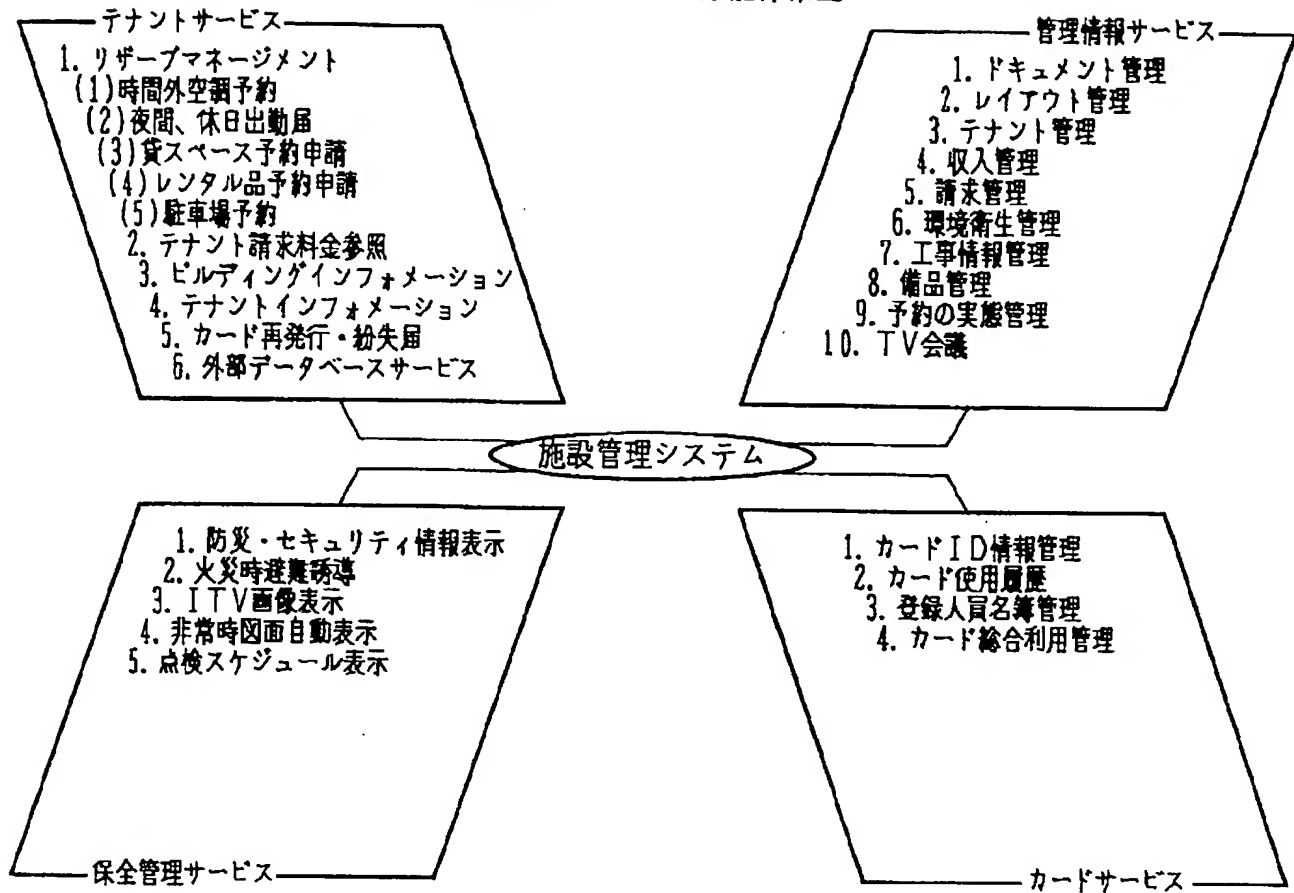 テナントサービス
1. リザーブマネージメント
(1)時間外空調予約
(2)夜間、休日出勤届
(3)貸スペース予約申請
(4)レンタル品予約申請
(5)駐車場予約
2. テナント請求料金参照
3. ビルディングインフォメーション
4. テナントインフォメーション
5. カード再発行・紛失届
6. 外部データベースサービス
管理情報サービス
1. ドキュメント管理
2. レイアウト管理
3. テナント管理
4. 収入管理
5. 請求管理
6. 環境衛生管理
7. 工事情報管理
8. 備品管理
9. 予約の実態管理
10. TV会議
施設管理システム
1. 防災・セキュリティ情報表示
2. 火災時避難誘導
3. ITV画像表示
4. 非常時図面自動表示
5. 点検スケジュール表示
保全管理サービス
1. カードID情報管理
2. カード使用履歴
3. 登録人員名簿管理
4. カード総合利用管理
カードサービス